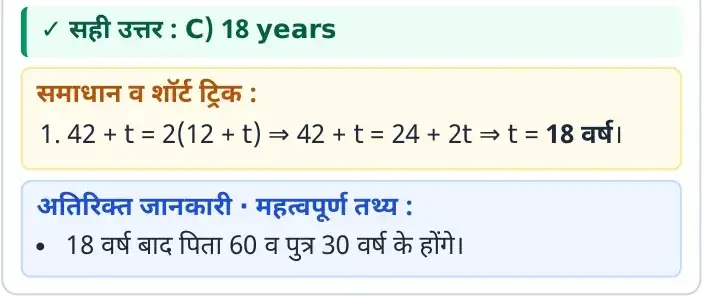 ✓ सही उत्तर : C) 18 years
समाधान व शॉर्ट ट्रिक :
1. 42 + t = 2(12 + t) ⇒ 42 + t = 24 + 2t ⇒ t = 18 वर्ष।
अतिरिक्त जानकारी · महत्वपूर्ण तथ्य :
• 18 वर्ष बाद पिता 60 व पुत्र 30 वर्ष के होंगे।